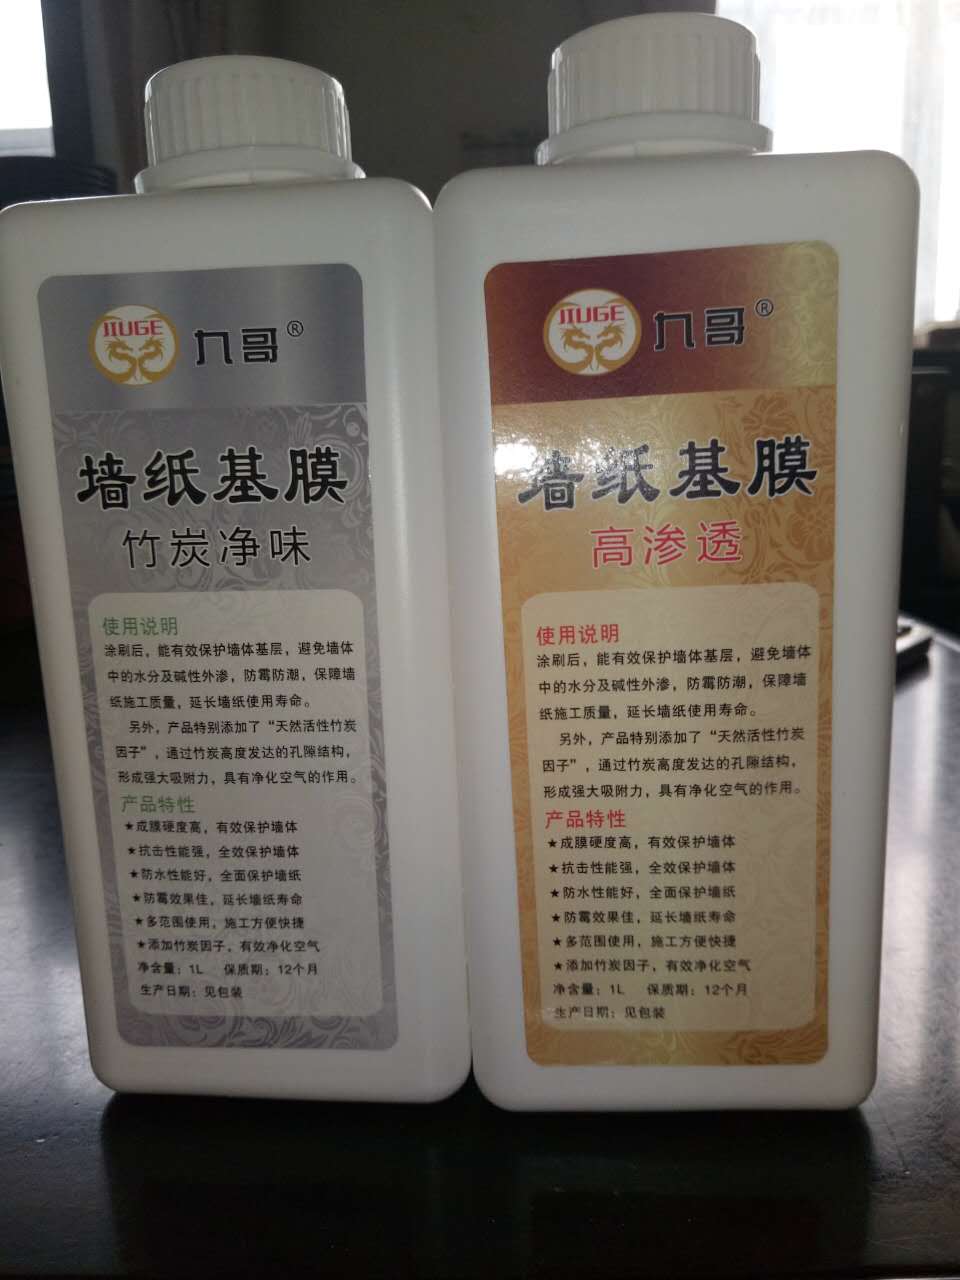 JIUGE
九哥®
墙纸基膜
竹炭净味
使用说明
涂刷后，能有效保护墙体基层，避免墙体
中的水分及碱性外渗，防霉防潮，保障墙
纸施工质量，延长墙纸使用寿命。
另外，产品特别添加了“天然活性竹炭
因子”，通过竹炭高度发达的孔隙结构，
形成强大吸附力，具有净化空气的作用。
产品特性
★成膜硬度高，有效保护墙体
★抗击性能强，全效保护墙体
★防水性能好，全面保护墙纸
★防霉效果佳，延长墙纸寿命
★多范围使用，施工方便快捷
★添加竹炭因子，有效净化空气
净含量：1L 保质期：12个月
生产日期：见包装
JIUGE
九哥®
墙纸基膜
高渗透
使用说明
涂刷后，能有效保护墙体基层，避免墙体
中的水分及碱性外渗，防霉防潮，保障墙
纸施工质量，延长墙纸使用寿命。
另外，产品特别添加了“天然活性竹炭
因子”，通过竹炭高度发达的孔隙结构，
形成强大吸附力，具有净化空气的作用。
产品特性
★成膜硬度高，有效保护墙体
★抗击性能强，全效保护墙体
★防水性能好，全面保护墙纸
★防霉效果佳，延长墙纸寿命
★多范围使用，施工方便快捷
★添加竹炭因子，有效净化空气
净含量：1L 保质期：12个月
生产日期：见包装